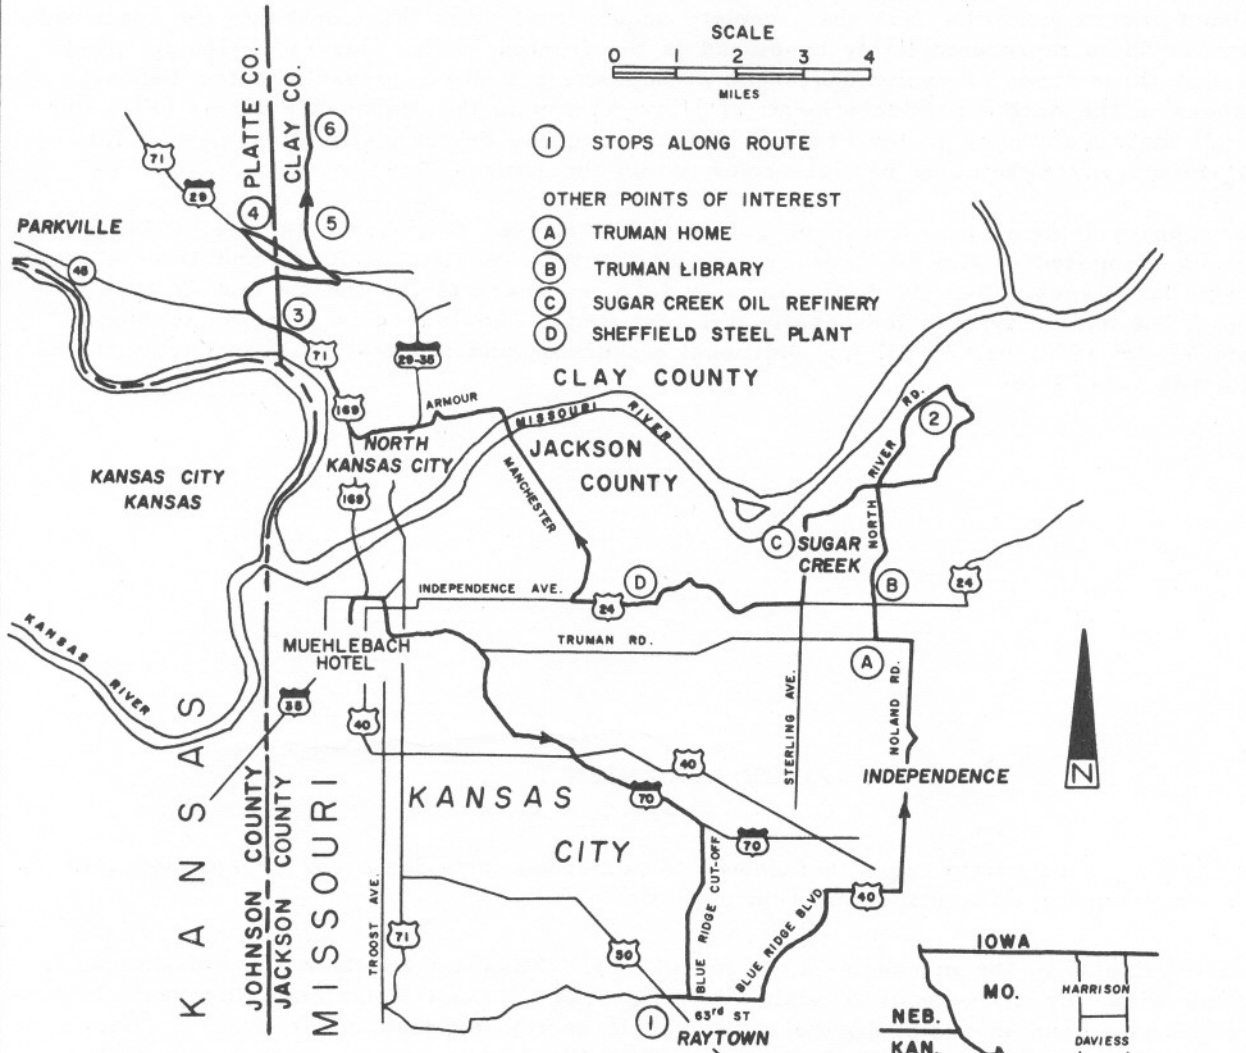 SCALE
0 1 2 3 4
MILES
1 STOPS ALONG ROUTE
OTHER POINTS OF INTEREST
A TRUMAN HOME
B TRUMAN LIBRARY
C SUGAR CREEK OIL REFINERY
D SHEFFIELD STEEL PLANT
PLATTE CO.
CLAY CO.
6
71
29
4
5
PARKVILLE
45
3
71
29-35
169
ARMOUR
CLAY COUNTY
MISSOURI RIVER
NORTH
KANSAS CITY
JACKSON
COUNTY
KANSAS CITY
KANSAS
169
MANCHESTER
NORTH RIVER RD.
2
C
SUGAR
CREEK
INDEPENDENCE AVE.
D
24
B
24
KANSAS RIVER
MUEHLEBACH
HOTEL
TRUMAN RD.
A
35
40
STERLING AVE.
NOLAND RD.
40
70
INDEPENDENCE
KANSAS
CITY
70
N
KANSAS
JOHNSON COUNTY
JACKSON COUNTY
MISSOURI
TROOST AVE.
71
50
BLUE RIDGE CUT-OFF
BLUE RIDGE BLVD.
40
1
63rd ST
RAYTOWN
IOWA
MO.
HARRISON
NEB.
KAN.
DAVIESS